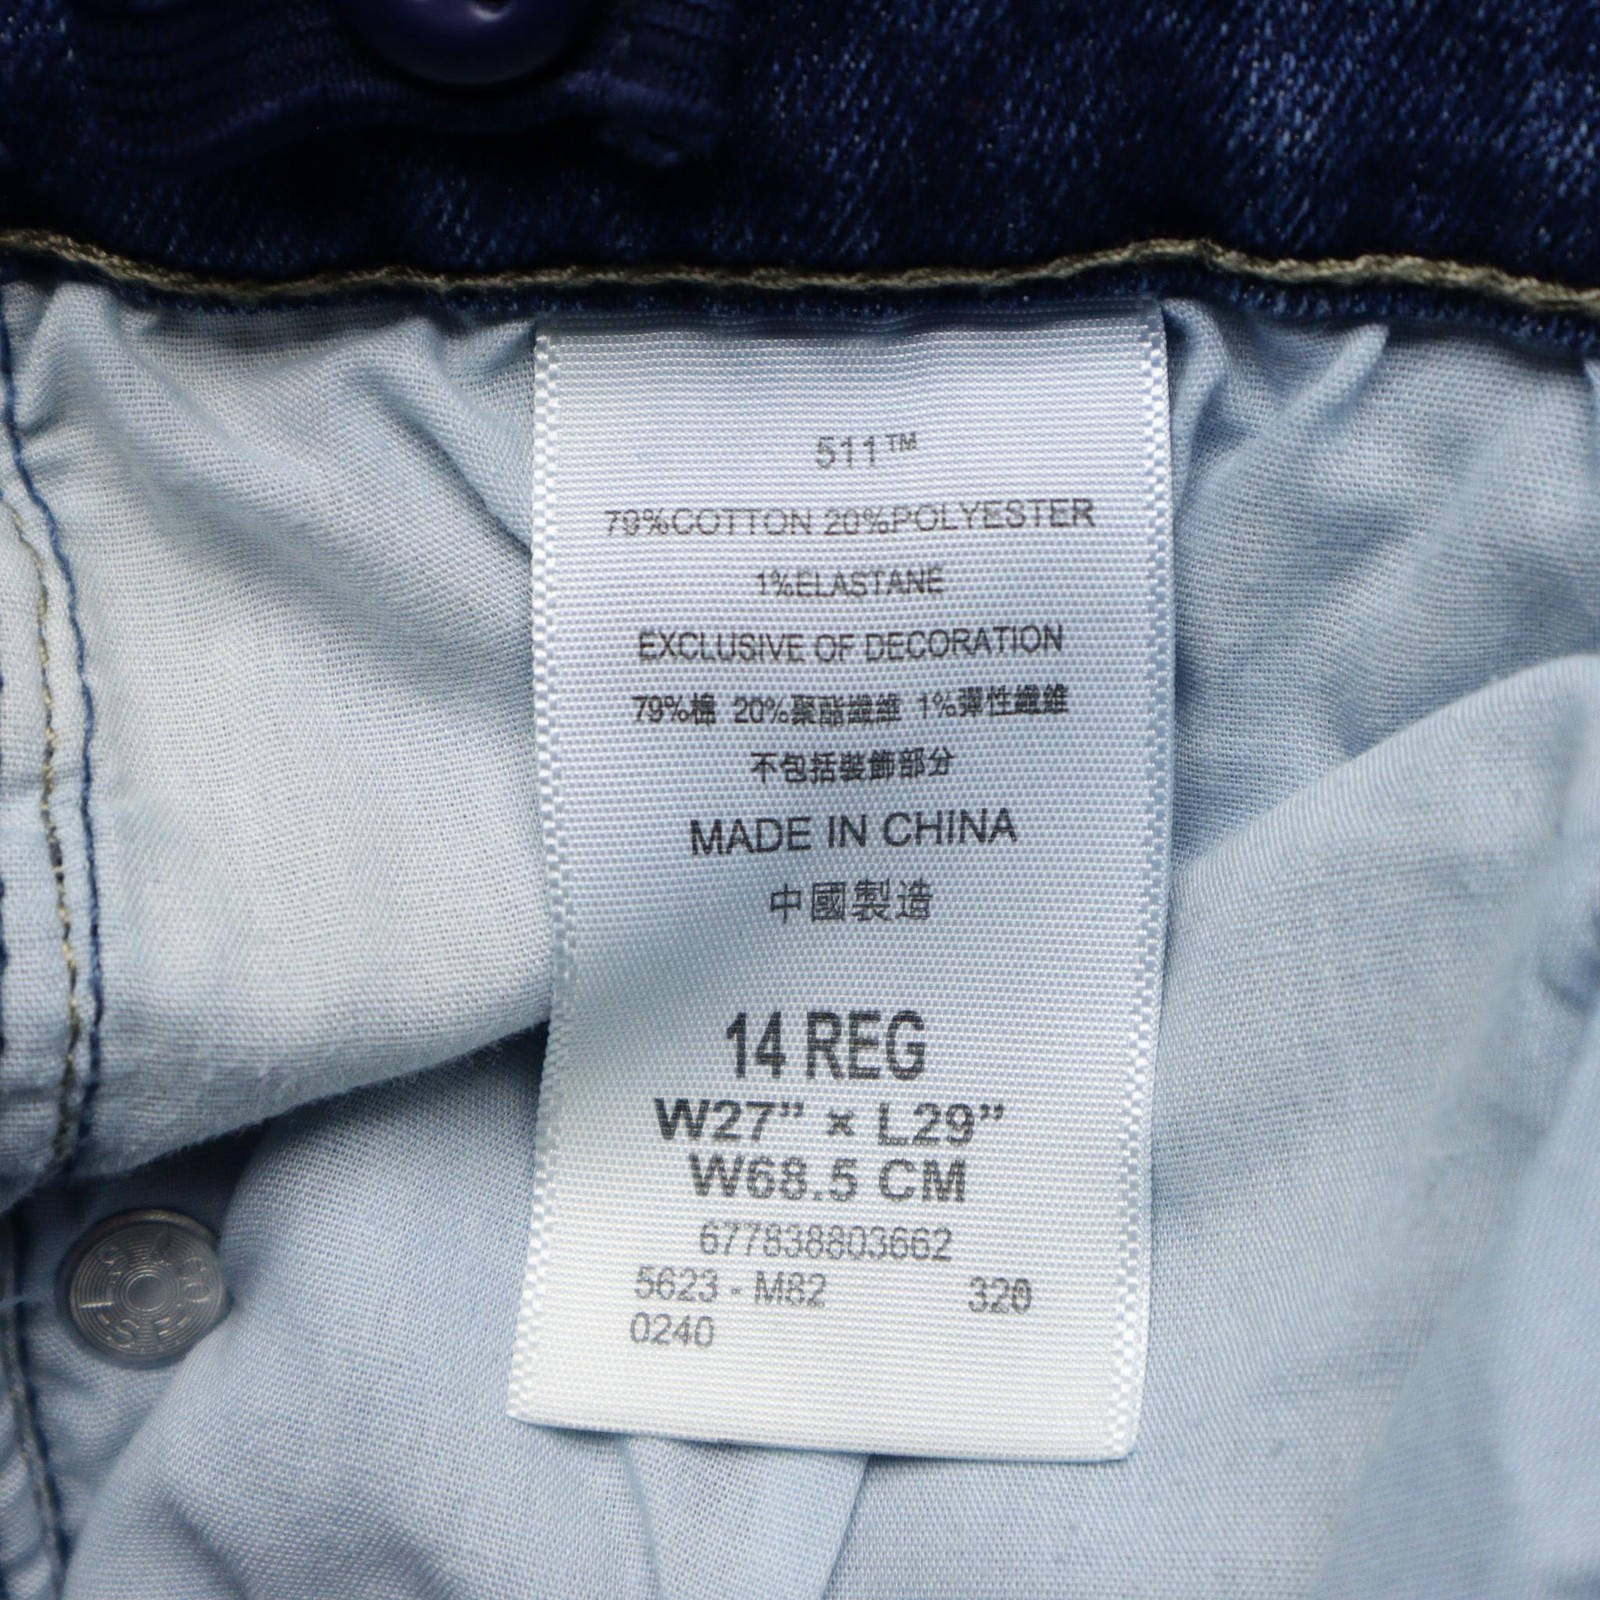 511™
79%COTTON 20%POLYESTER
1%ELASTANE
EXCLUSIVE OF DECORATION
79%棉 20%聚酯纖維 1%彈性纖維
不包括裝飾部分
MADE IN CHINA
中國製造
14 REG
W27” × L29”
W68.5 CM
677838803662
5623 - M82 320
0240